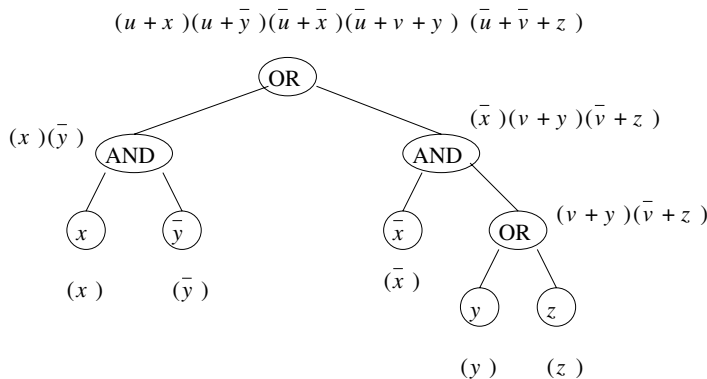 (u + x)(u + y̅)(u̅ + x̅)(u̅ + v + y) (u̅ + v̅ + z)
OR
(x̅)(v + y)(v̅ + z)
(x)(y̅)
AND
AND
(v + y)(v̅ + z)
x
y̅
x̅
OR
(x)
(y̅)
(x̅)
y
z
(y)
(z)